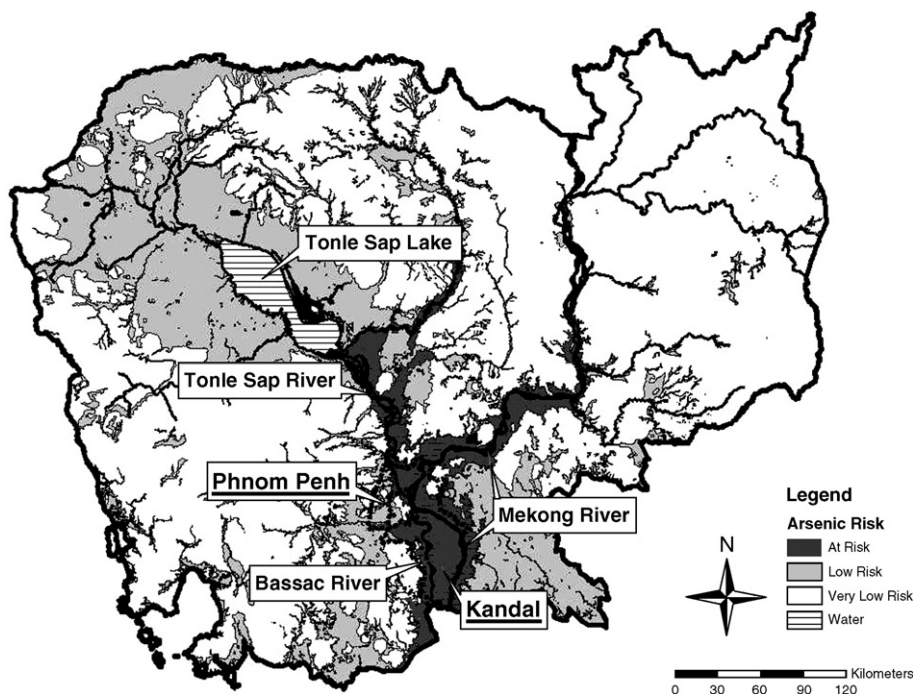 Tonle Sap Lake
Tonle Sap River
Phnom Penh
Mekong River
Bassac River
Kandal
Legend
Arsenic Risk
At Risk
Low Risk
Very Low Risk
Water
N
Kilometers
0 30 60 90 120